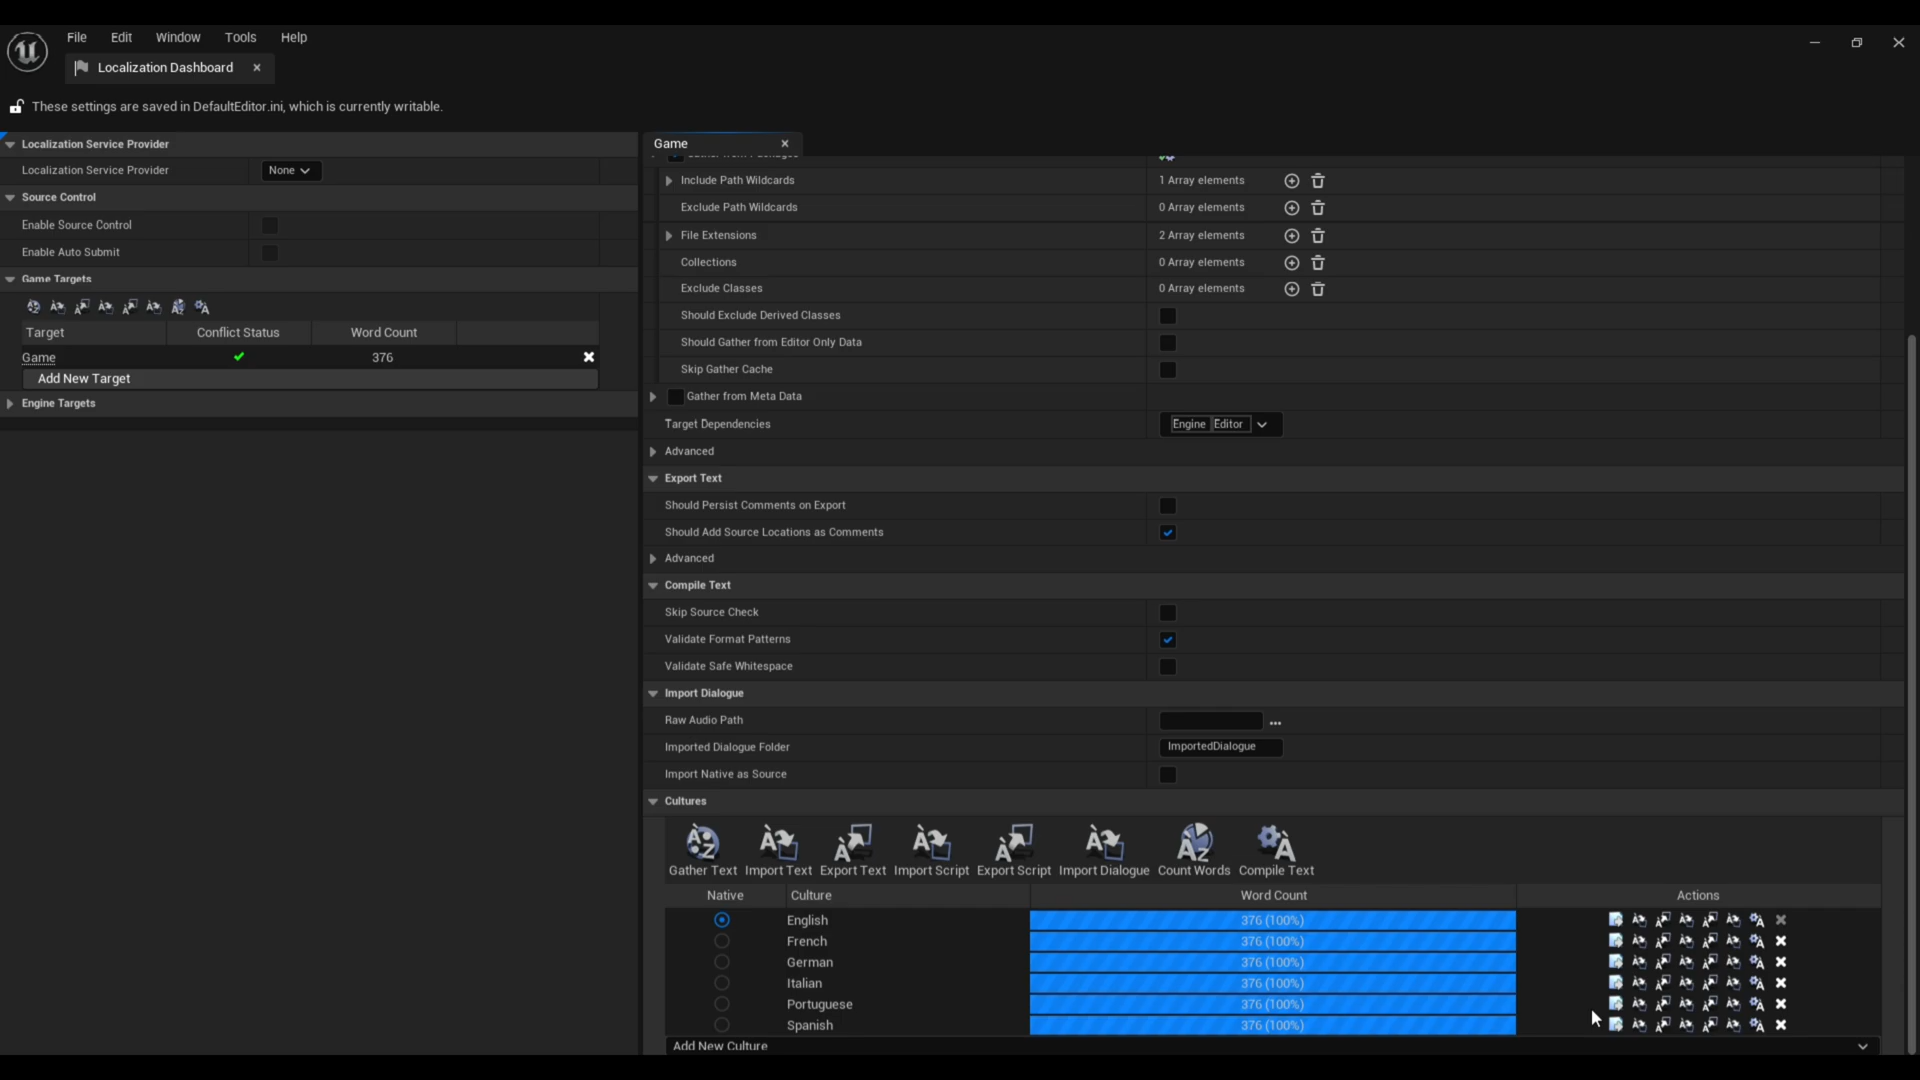 File Edit Window Tools Help
Localization Dashboard
These settings are saved in DefaultEditor.ini, which is currently writable.
Localization Service Provider
Localization Service Provider None
Source Control
Enable Source Control
Enable Auto Submit
Game Targets
Target Conflict Status Word Count
Game 376
Add New Target
Engine Targets
Game
Gather from Packages
Include Path Wildcards 1 Array elements
Exclude Path Wildcards 0 Array elements
File Extensions 2 Array elements
Collections 0 Array elements
Exclude Classes 0 Array elements
Should Exclude Derived Classes
Should Gather from Editor Only Data
Skip Gather Cache
Gather from Meta Data
Target Dependencies Engine Editor
Advanced
Export Text
Should Persist Comments on Export
Should Add Source Locations as Comments
Advanced
Compile Text
Skip Source Check
Validate Format Patterns
Validate Safe Whitespace
Import Dialogue
Raw Audio Path ...
Imported Dialogue Folder ImportedDialogue
Import Native as Source
Cultures
Gather Text Import Text Export Text Import Script Export Script Import Dialogue Count Words Compile Text
Native Culture Word Count Actions
English 376 (100%)
French 376 (100%)
German 376 (100%)
Italian 376 (100%)
Portuguese 376 (100%)
Spanish 376 (100%)
Add New Culture